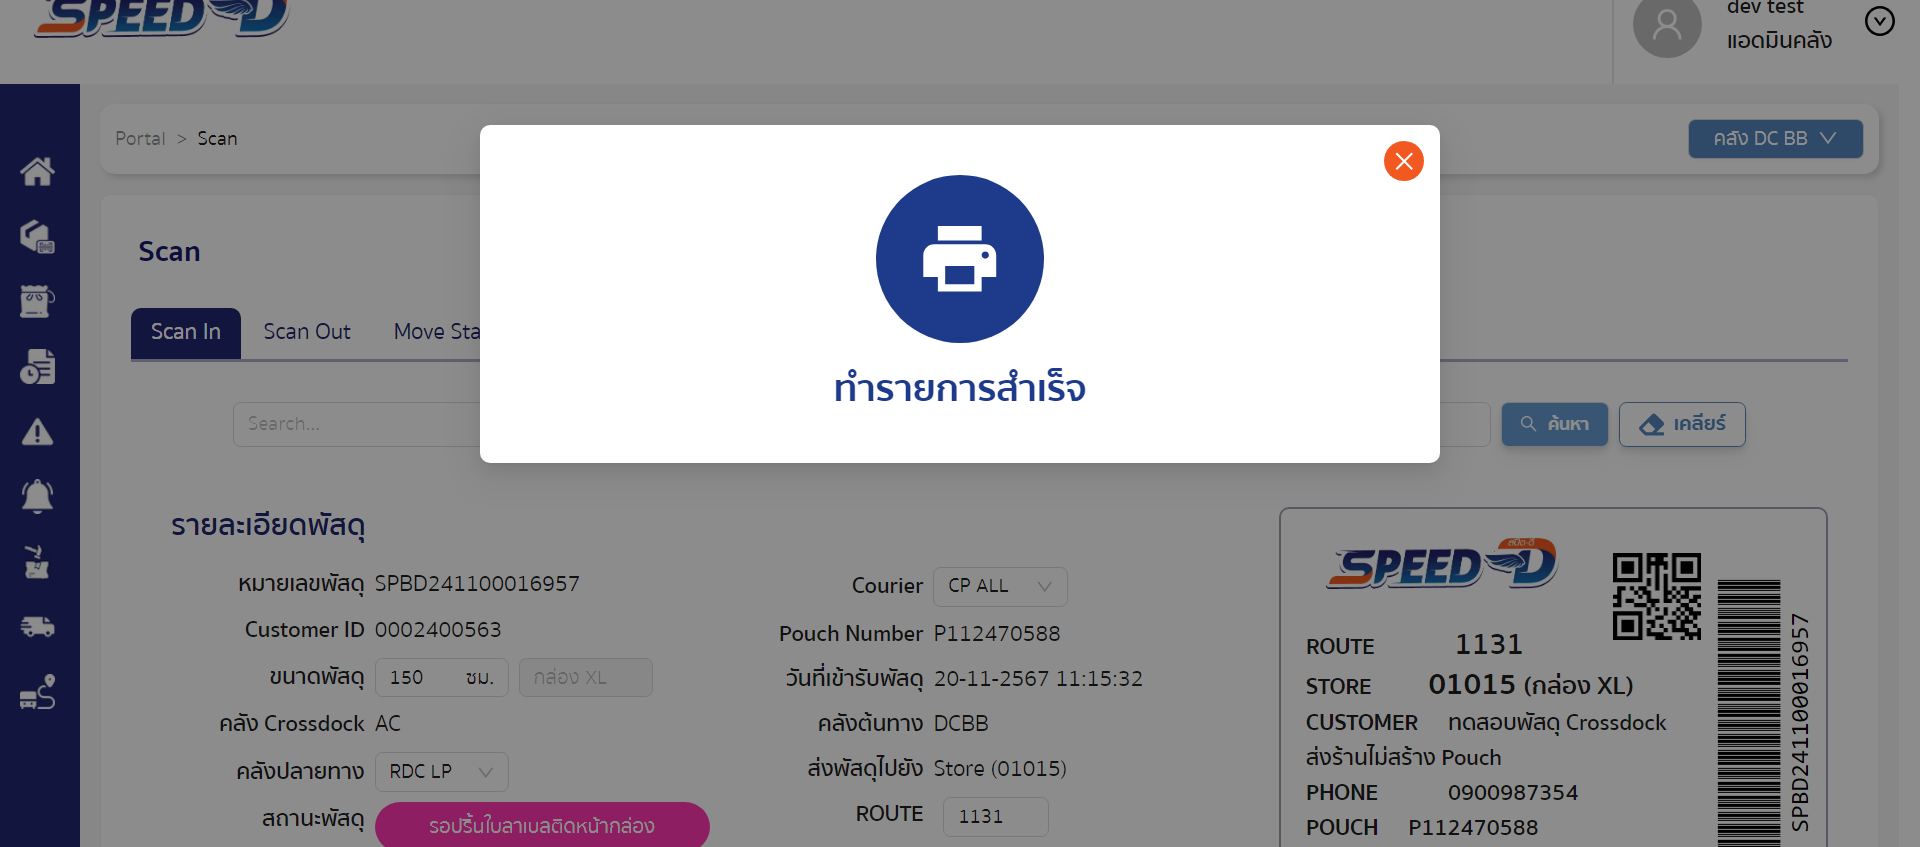 SPEED D
dev test
แอดมินคลัง
Portal > Scan
คลัง DC BB
Scan
Scan In
Scan Out
Move Sta
ทำรายการสำเร็จ
Search...
ค้นหา
เคลียร์
รายละเอียดพัสดุ
หมายเลขพัสดุ SPBD241100016957
Customer ID 0002400563
ขนาดพัสดุ 150 ซม. กล่อง XL
คลัง Crossdock AC
คลังปลายทาง RDC LP
สถานะพัสดุ รอปริ้นใบลาเบลติดหน้ากล่อง
Courier CP ALL
Pouch Number P112470588
วันที่เข้ารับพัสดุ 20-11-2567 11:15:32
คลังต้นทาง DCBB
ส่งพัสดุไปยัง Store (01015)
ROUTE 1131
สปีด-ดี
SPEED D
ROUTE 1131
STORE 01015 (กล่อง XL)
CUSTOMER ทดสอบพัสดุ Crossdock
ส่งร้านไม่สร้าง Pouch
PHONE 0900987354
POUCH P112470588
SPBD241100016957